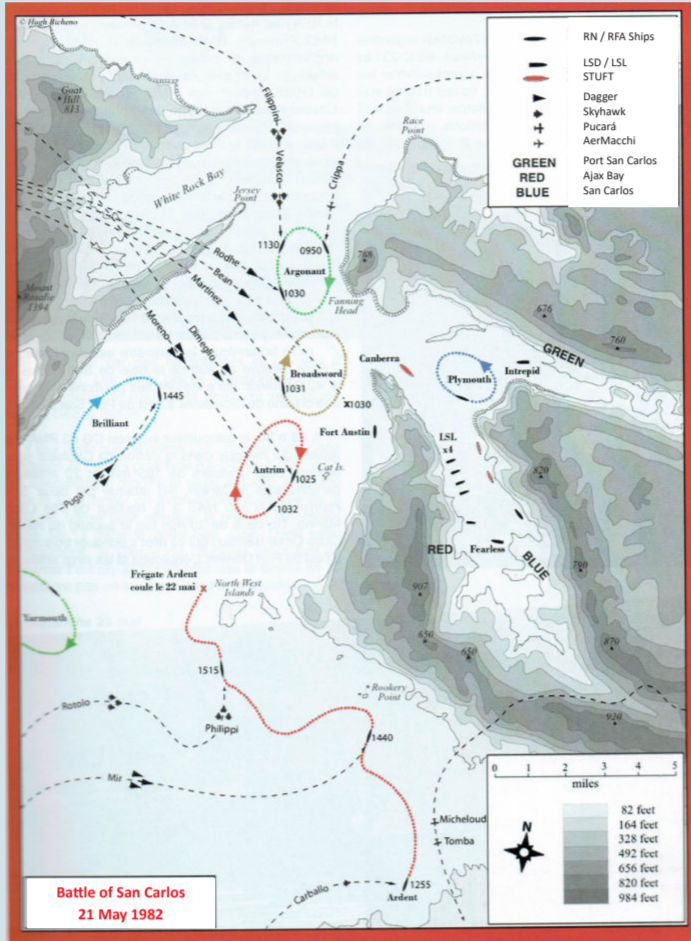 © Hugh Bicheno
RN / RFA Ships
LSD / LSL
STUFT
Dagger
Skyhawk
Pucará
AerMacchi
GREEN Port San Carlos
RED Ajax Bay
BLUE San Carlos
Goat
Hill
813
Filippini
Velasco
Crippa
Race
Point
White Rock Bay
Jersey
Point
1130
0950
Argonaut
768
Rodhe
Bean
Martinez
1030
Fanning
Head
Mount
Rosalie
1394
Moreno
Dimeglio
676
760
GREEN
Canberra
Broadsword
Plymouth
Intrepid
1445
1031
1030
Brilliant
Fort Austin
LSL
x4
Antrim
Cat Is.
1025
820
Puga
1032
RED
Fearless
BLUE
790
Frégate Ardent
coule le 22 mai
North West
Islands
907
Yarmouth
650
650
870
1515
Rookery
Point
Rotolo
920
Philippi
1440
Mir
0 1 2 3 4 5
miles
82 feet
164 feet
328 feet
492 feet
656 feet
820 feet
984 feet
N
Micheloud
Tomba
Battle of San Carlos
21 May 1982
Carballo
1255
Ardent